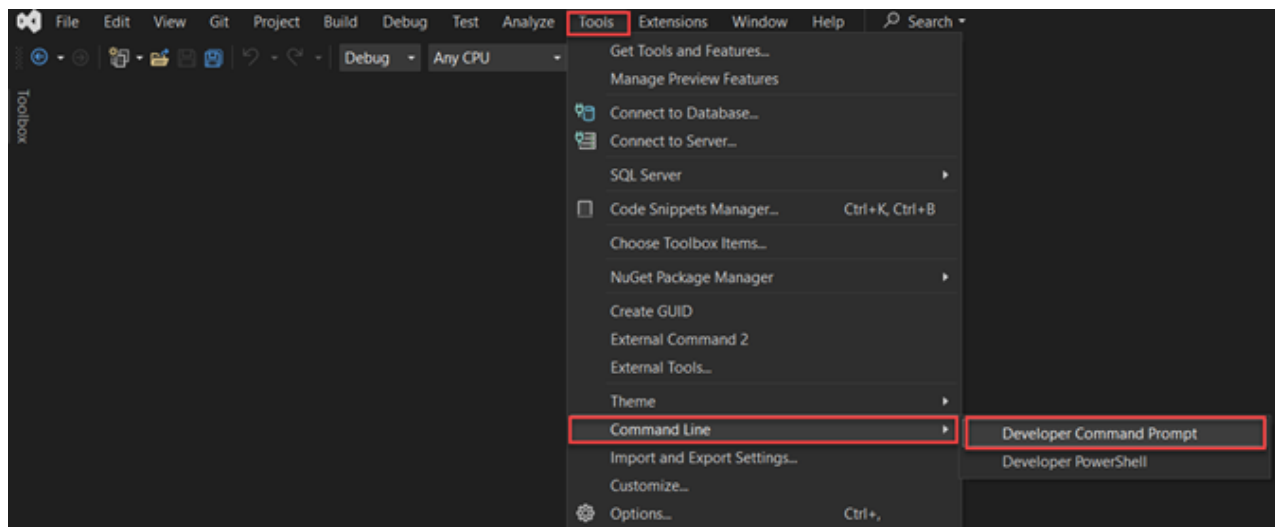 File Edit View Git Project Build Debug Test Analyze Tools Extensions Window Help Search
Debug Any CPU
Toolbox
Get Tools and Features...
Manage Preview Features
Connect to Database...
Connect to Server...
SQL Server
Code Snippets Manager... Ctrl+K, Ctrl+B
Choose Toolbox Items...
NuGet Package Manager
Create GUID
External Command 2
External Tools...
Theme
Command Line
Developer Command Prompt
Developer PowerShell
Import and Export Settings...
Customize...
Options... Ctrl+,